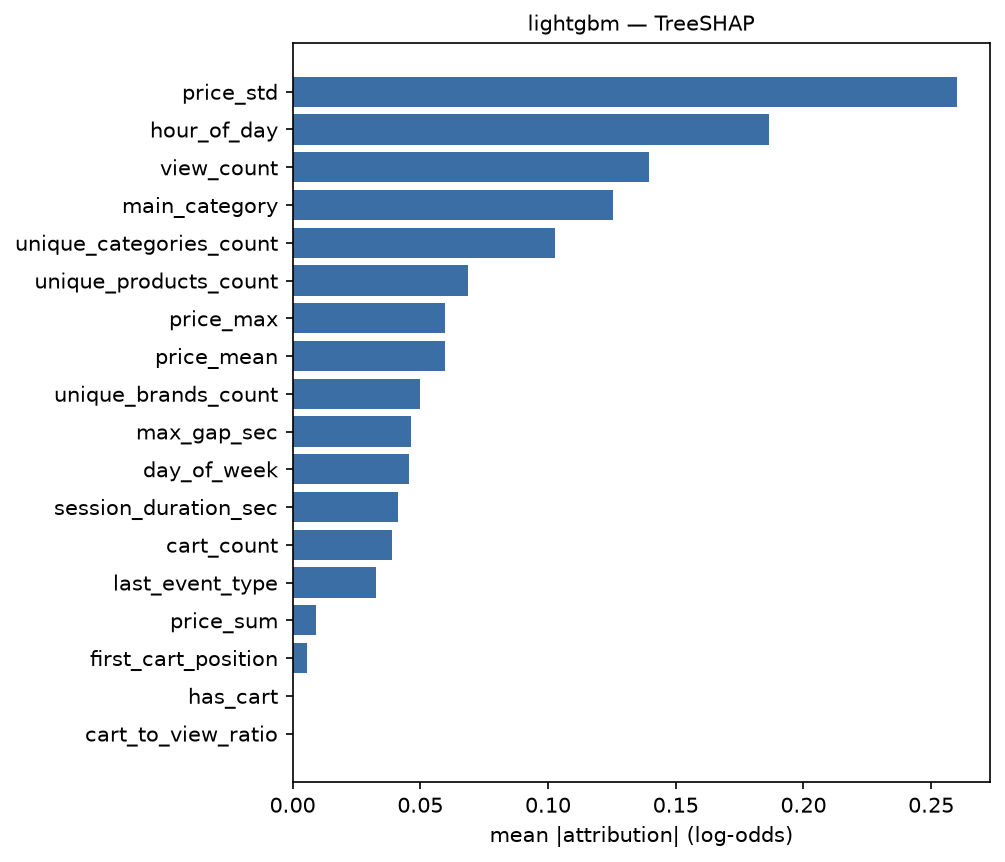 lightgbm — TreeSHAP
price_std
hour_of_day
view_count
main_category
unique_categories_count
unique_products_count
price_max
price_mean
unique_brands_count
max_gap_sec
day_of_week
session_duration_sec
cart_count
last_event_type
price_sum
first_cart_position
has_cart
cart_to_view_ratio
0.00 0.05 0.10 0.15 0.20 0.25
mean |attribution| (log-odds)